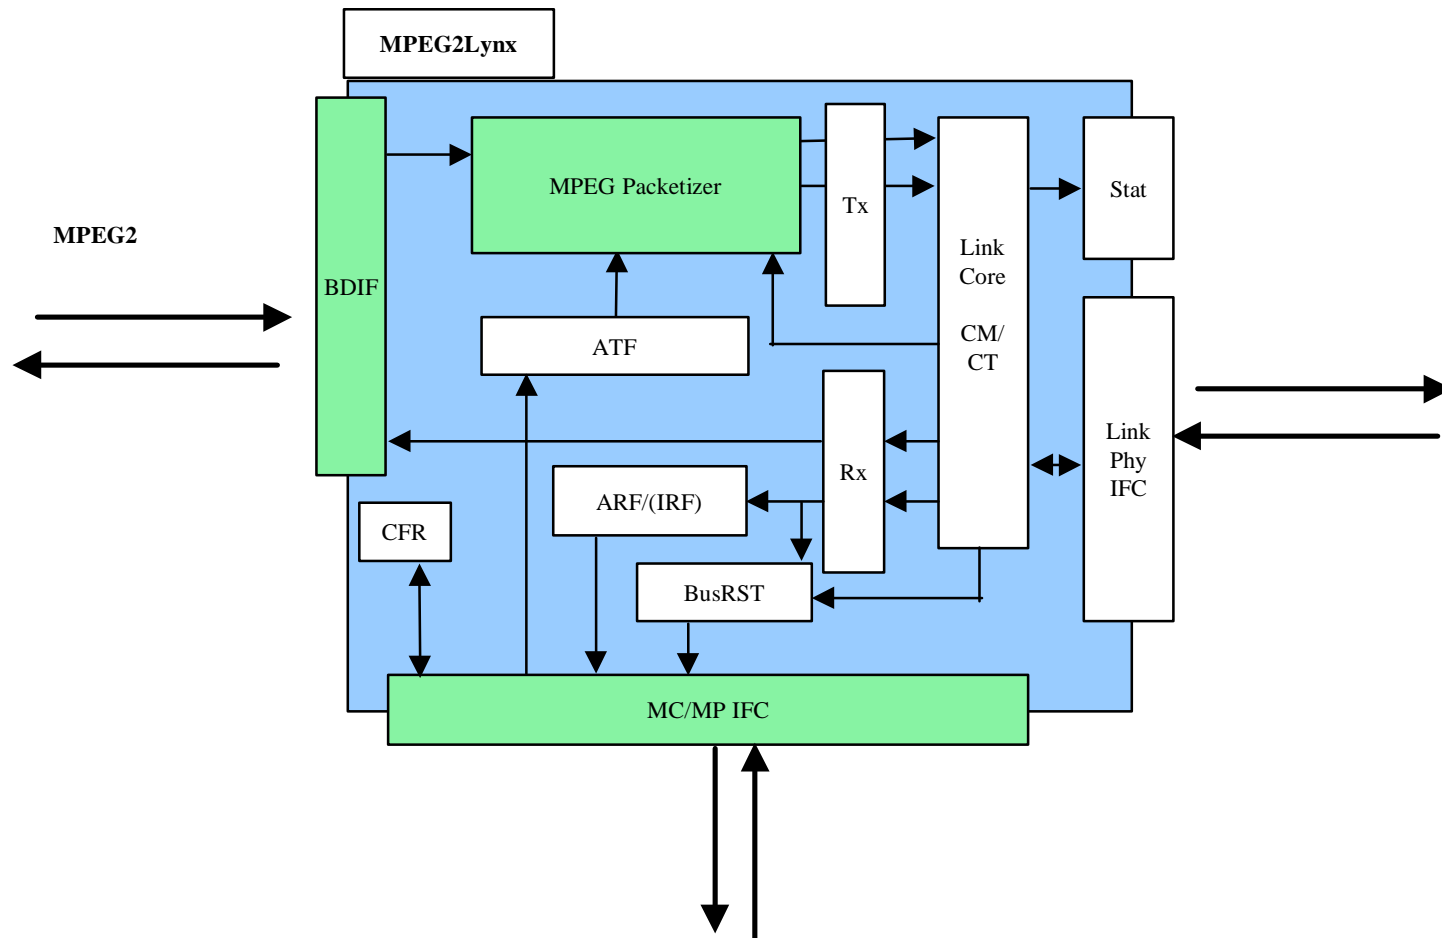 MPEG2Lynx
MPEG Packetizer
Tx
Stat
MPEG2
BDIF
Link
Core
CM/
CT
ATF
Link
Phy
IFC
Rx
ARF/(IRF)
CFR
BusRST
MC/MP IFC